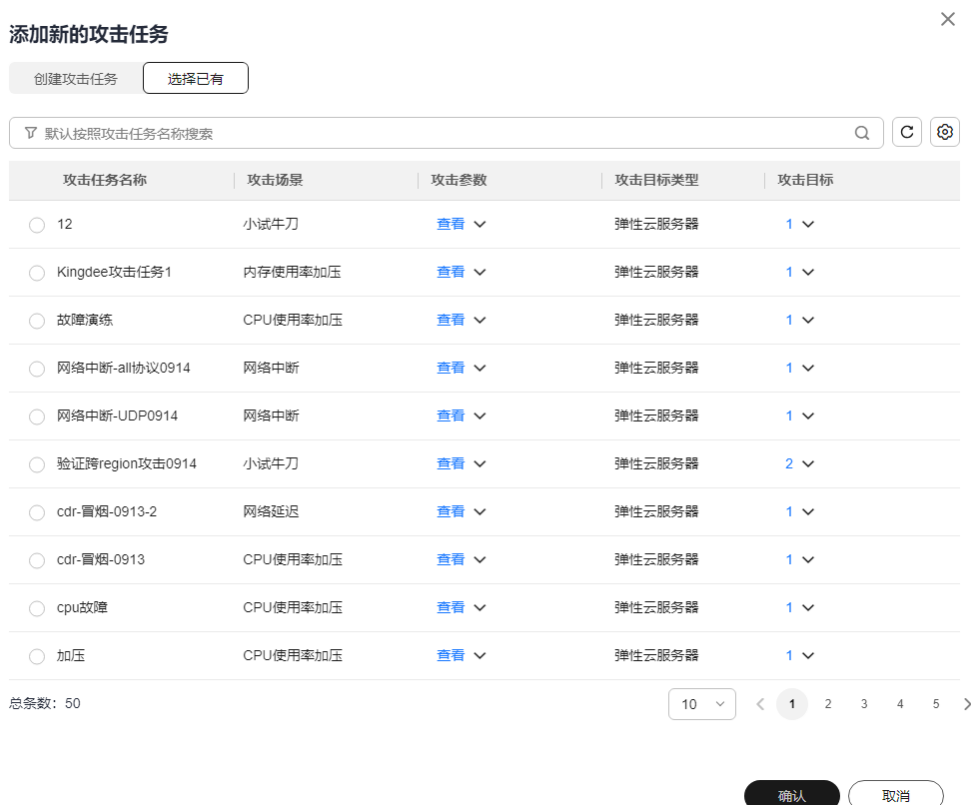 添加新的攻击任务
创建攻击任务 选择已有
默认按照攻击任务名称搜索
攻击任务名称 攻击场景 攻击参数 攻击目标类型 攻击目标
12 小试牛刀 查看 弹性云服务器 1
Kingdee攻击任务1 内存使用率加压 查看 弹性云服务器 1
故障演练 CPU使用率加压 查看 弹性云服务器 1
网络中断-all协议0914 网络中断 查看 弹性云服务器 1
网络中断-UDP0914 网络中断 查看 弹性云服务器 1
验证跨region攻击0914 小试牛刀 查看 弹性云服务器 2
cdr-冒烟-0913-2 网络延迟 查看 弹性云服务器 1
cdr-冒烟-0913 CPU使用率加压 查看 弹性云服务器 1
cpu故障 CPU使用率加压 查看 弹性云服务器 1
加压 CPU使用率加压 查看 弹性云服务器 1
总条数：50 10 1 2 3 4 5
确认 取消